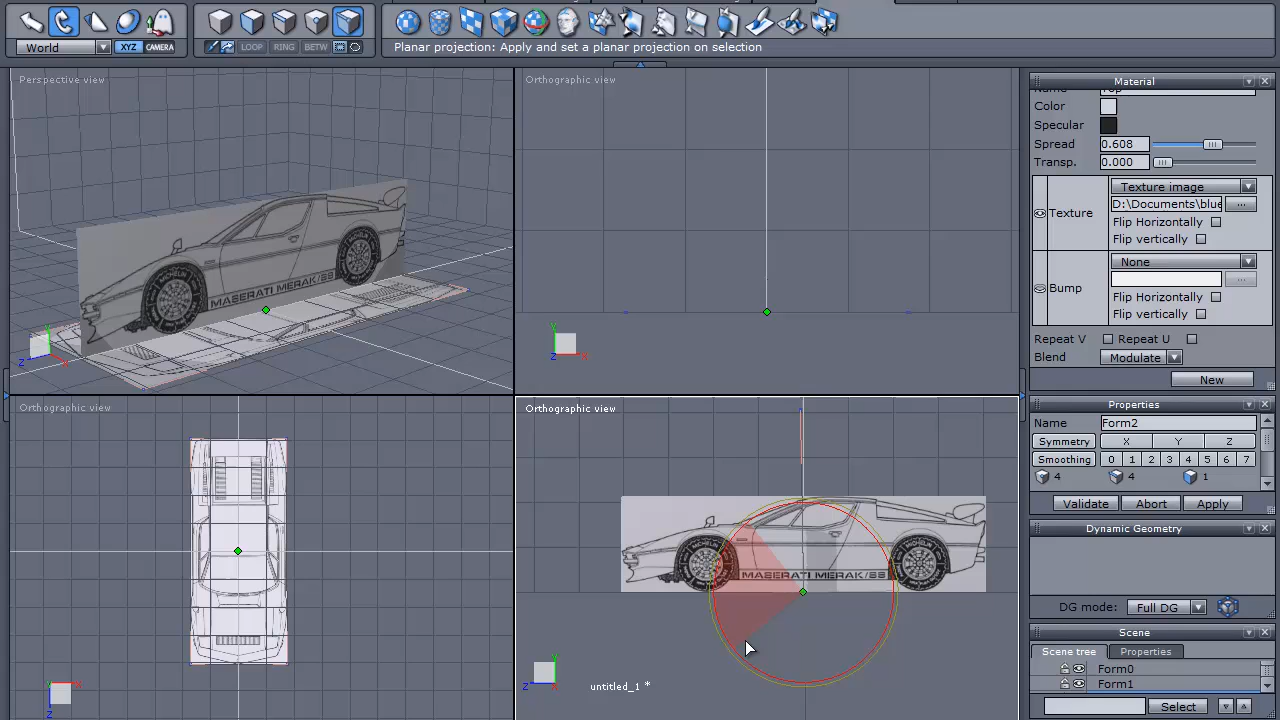 World
XYZ
CAMERA
LOOP
RING
BETW
Planar projection: Apply and set a planar projection on selection
Perspective view
Orthographic view
MICHELIN
MASERATI MERAK/SS
Y
Z
X
Y
Z
X
Orthographic view
X
Y
Z
Orthographic view
MASERATI MERAK/SS
Y
Z
X
untitled_1 *
Material
Color
Specular
Spread 0.608
Transp. 0.000
Texture
Texture image
D:\Documents\blue ...
Flip Horizontally
Flip vertically
Bump
None
...
Flip Horizontally
Flip vertically
Repeat V Repeat U
Blend Modulate
New
Properties
Name Form2
Symmetry X Y Z
Smoothing 0 1 2 3 4 5 6 7
4 4 1
Validate Abort Apply
Dynamic Geometry
DG mode: Full DG
Scene
Scene tree Properties
Form0
Form1
Select